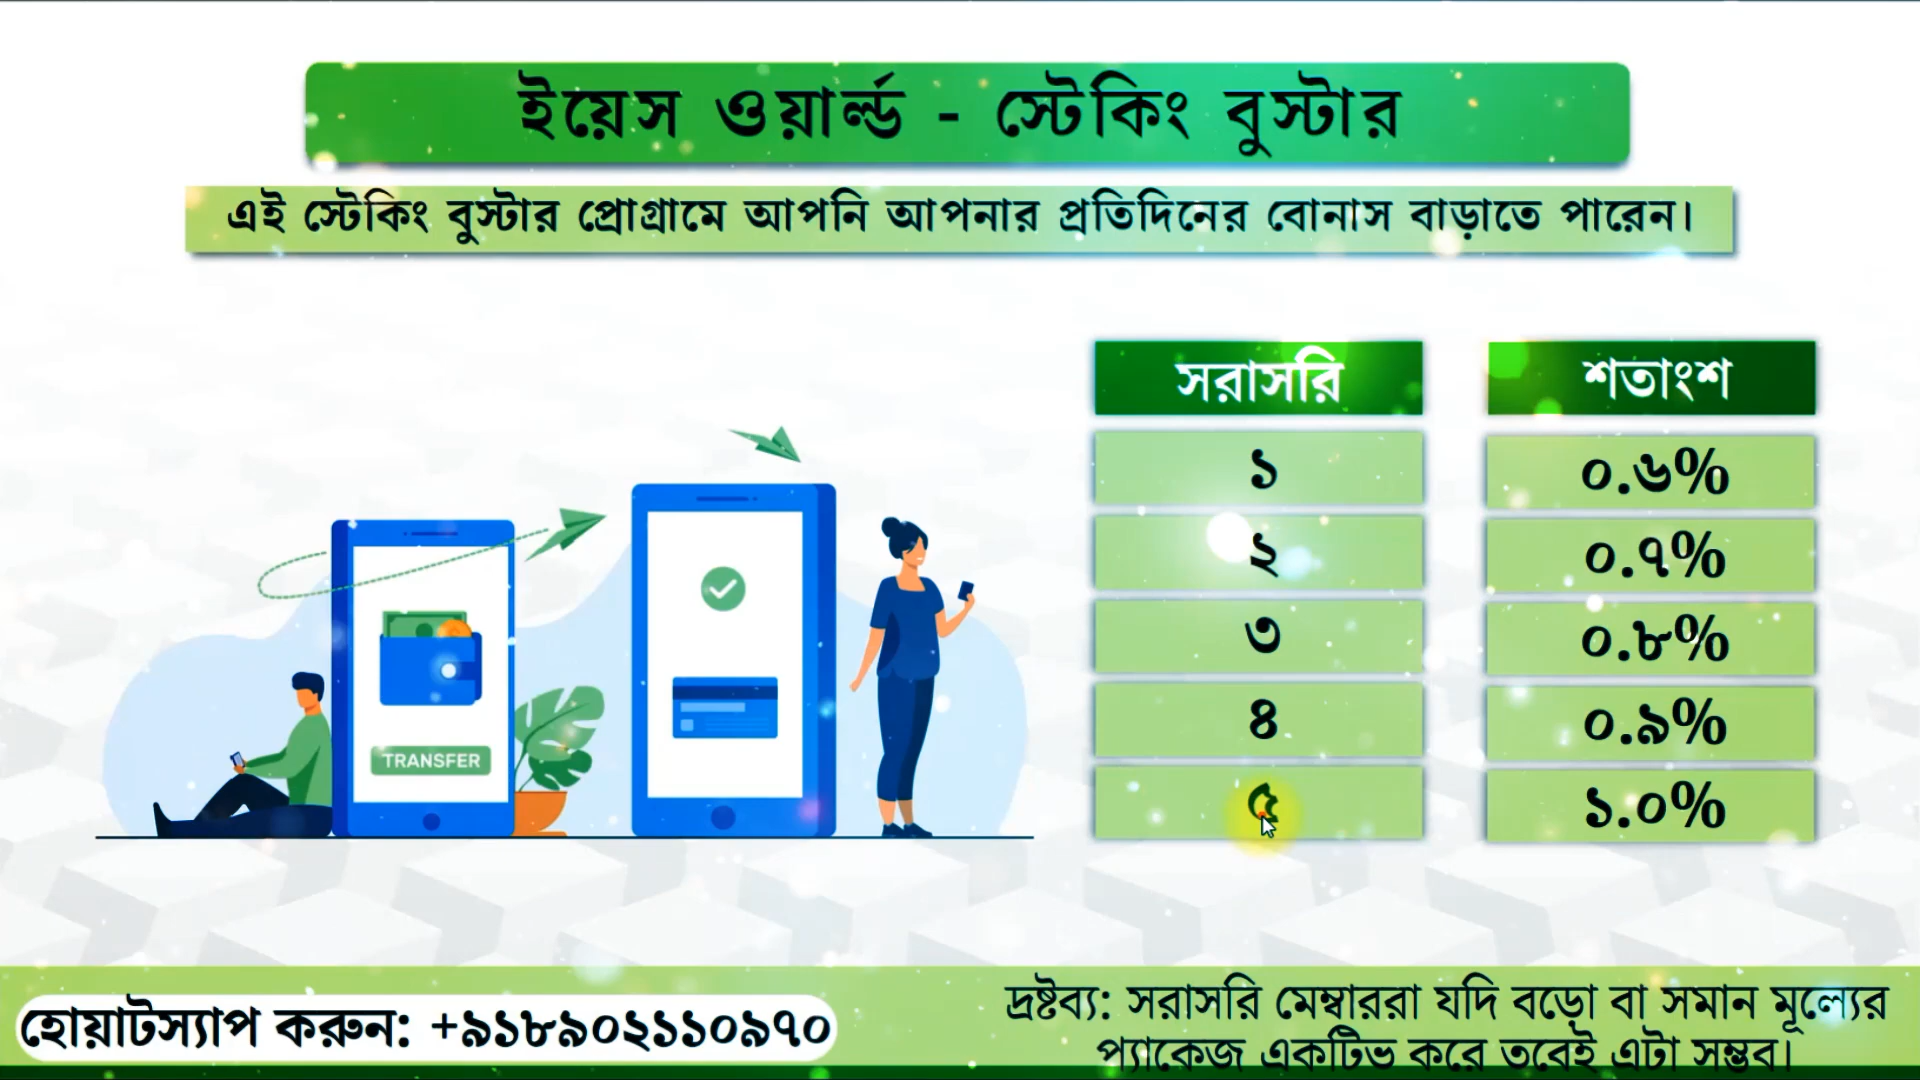 ইয়েস ওয়ার্ল্ড - স্টেকিং বুস্টার
এই স্টেকিং বুস্টার প্রোগ্রামে আপনি আপনার প্রতিদিনের বোনাস বাড়াতে পারেন।
সরাসরি শতাংশ
১ ০.৬%
২ ০.৭%
৩ ০.৮%
৪ ০.৯%
৫ ১.০%
TRANSFER
হোয়াটস্যাপ করুন: +৯১৮৯০২১১০৯৭০
দ্রষ্টব্য: সরাসরি মেম্বাররা যদি বড়ো বা সমান মূল্যের
প্যাকেজ একটিভ করে তবেই এটা সম্ভব।